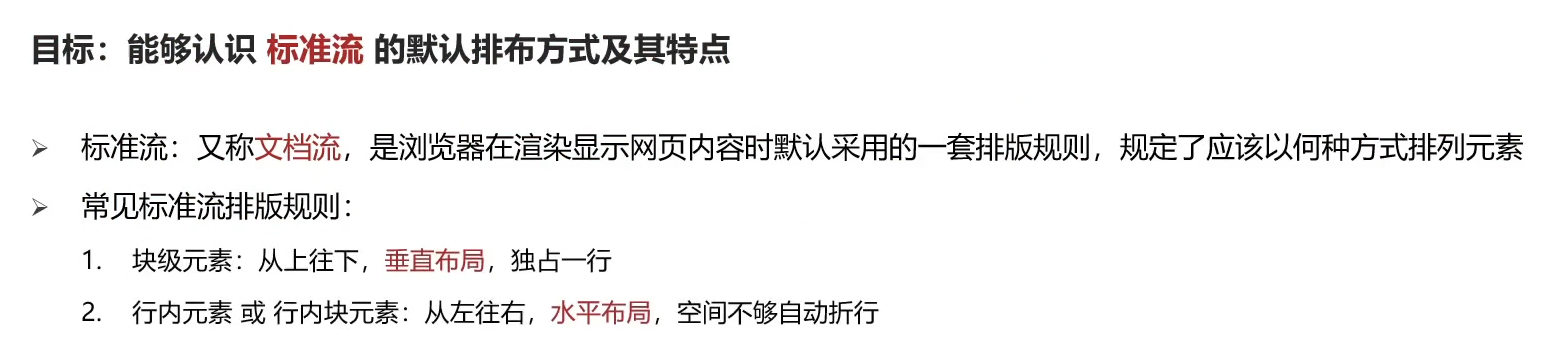 目标：能够认识 标准流 的默认排布方式及其特点
➢ 标准流：又称文档流，是浏览器在渲染显示网页内容时默认采用的一套排版规则，规定了应该以何种方式排列元素
➢ 常见标准流排版规则：
1. 块级元素：从上往下，垂直布局，独占一行
2. 行内元素 或 行内块元素：从左往右，水平布局，空间不够自动折行